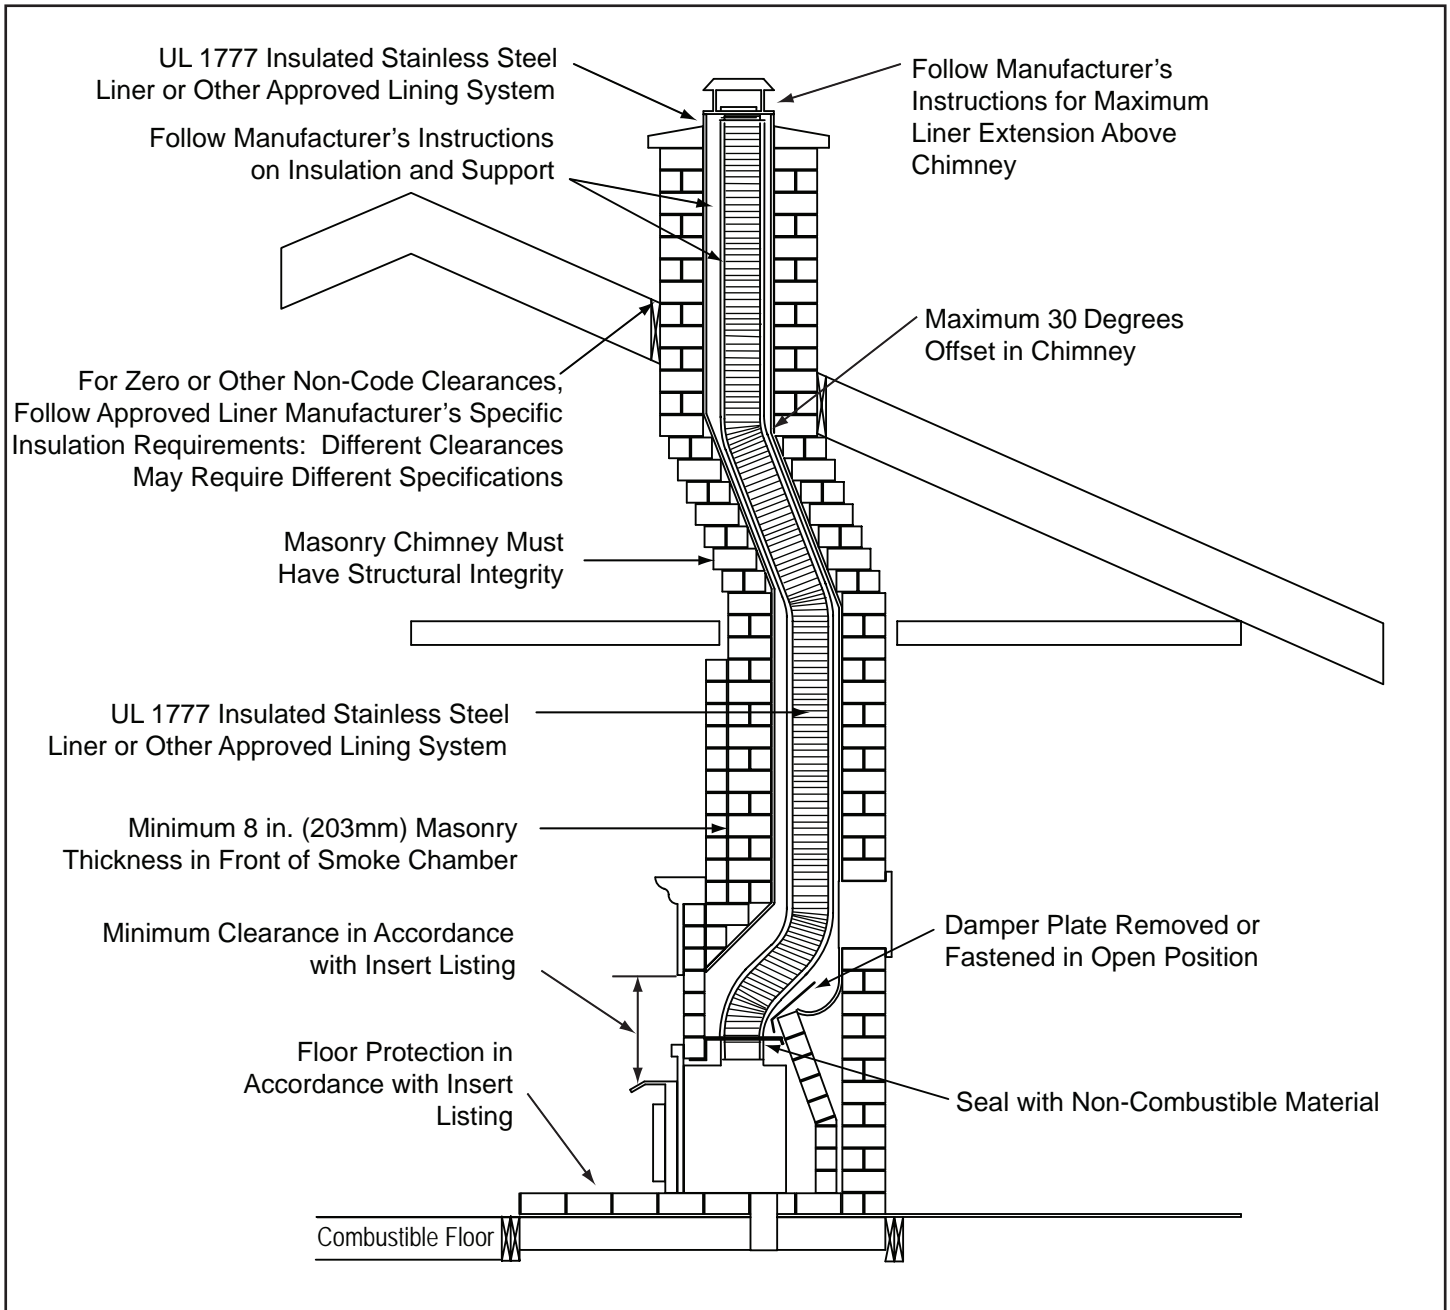 UL 1777 Insulated Stainless Steel
Liner or Other Approved Lining System
Follow Manufacturer's Instructions
on Insulation and Support
Follow Manufacturer's
Instructions for Maximum
Liner Extension Above
Chimney
Maximum 30 Degrees
Offset in Chimney
For Zero or Other Non-Code Clearances,
Follow Approved Liner Manufacturer's Specific
Insulation Requirements: Different Clearances
May Require Different Specifications
Masonry Chimney Must
Have Structural Integrity
UL 1777 Insulated Stainless Steel
Liner or Other Approved Lining System
Minimum 8 in. (203mm) Masonry
Thickness in Front of Smoke Chamber
Minimum Clearance in Accordance
with Insert Listing
Damper Plate Removed or
Fastened in Open Position
Floor Protection in
Accordance with Insert
Listing
Seal with Non-Combustible Material
Combustible Floor